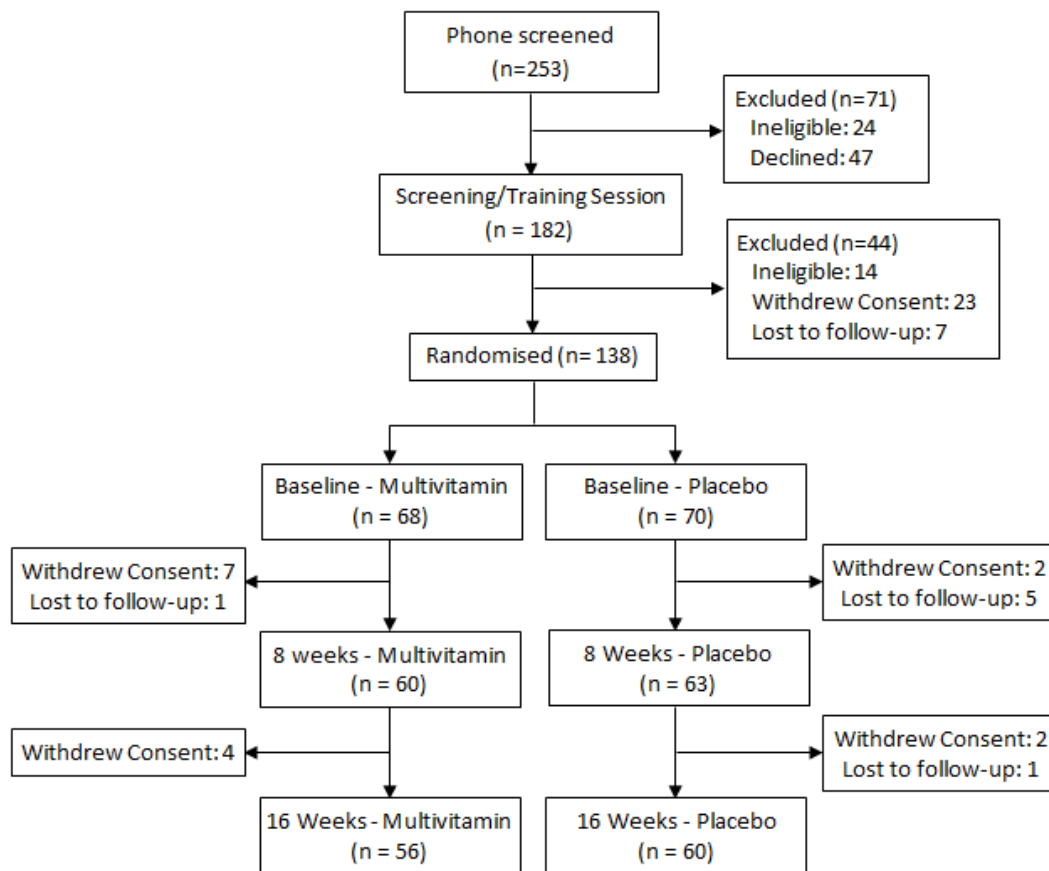 Phone screened
(n=253)
Excluded (n=71)
Ineligible: 24
Declined: 47
Screening/Training Session
(n = 182)
Excluded (n=44)
Ineligible: 14
Withdrew Consent: 23
Lost to follow-up: 7
Randomised (n= 138)
Baseline - Multivitamin
(n = 68)
Baseline - Placebo
(n = 70)
Withdrew Consent: 7
Lost to follow-up: 1
Withdrew Consent: 2
Lost to follow-up: 5
8 weeks - Multivitamin
(n = 60)
8 Weeks - Placebo
(n = 63)
Withdrew Consent: 4
Withdrew Consent: 2
Lost to follow-up: 1
16 Weeks - Multivitamin
(n = 56)
16 Weeks - Placebo
(n = 60)